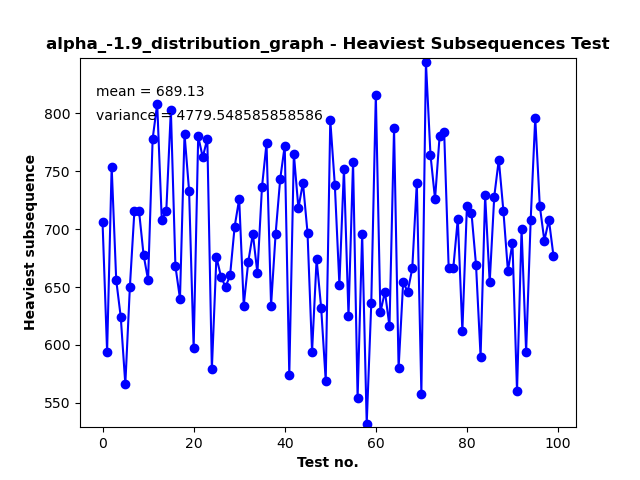 alpha_-1.9_distribution_graph - Heaviest Subsequences Test
mean = 689.13
variance = 4779.548585858586
800
750
700
650
600
550
Heaviest subsequence
0 20 40 60 80 100
Test no.